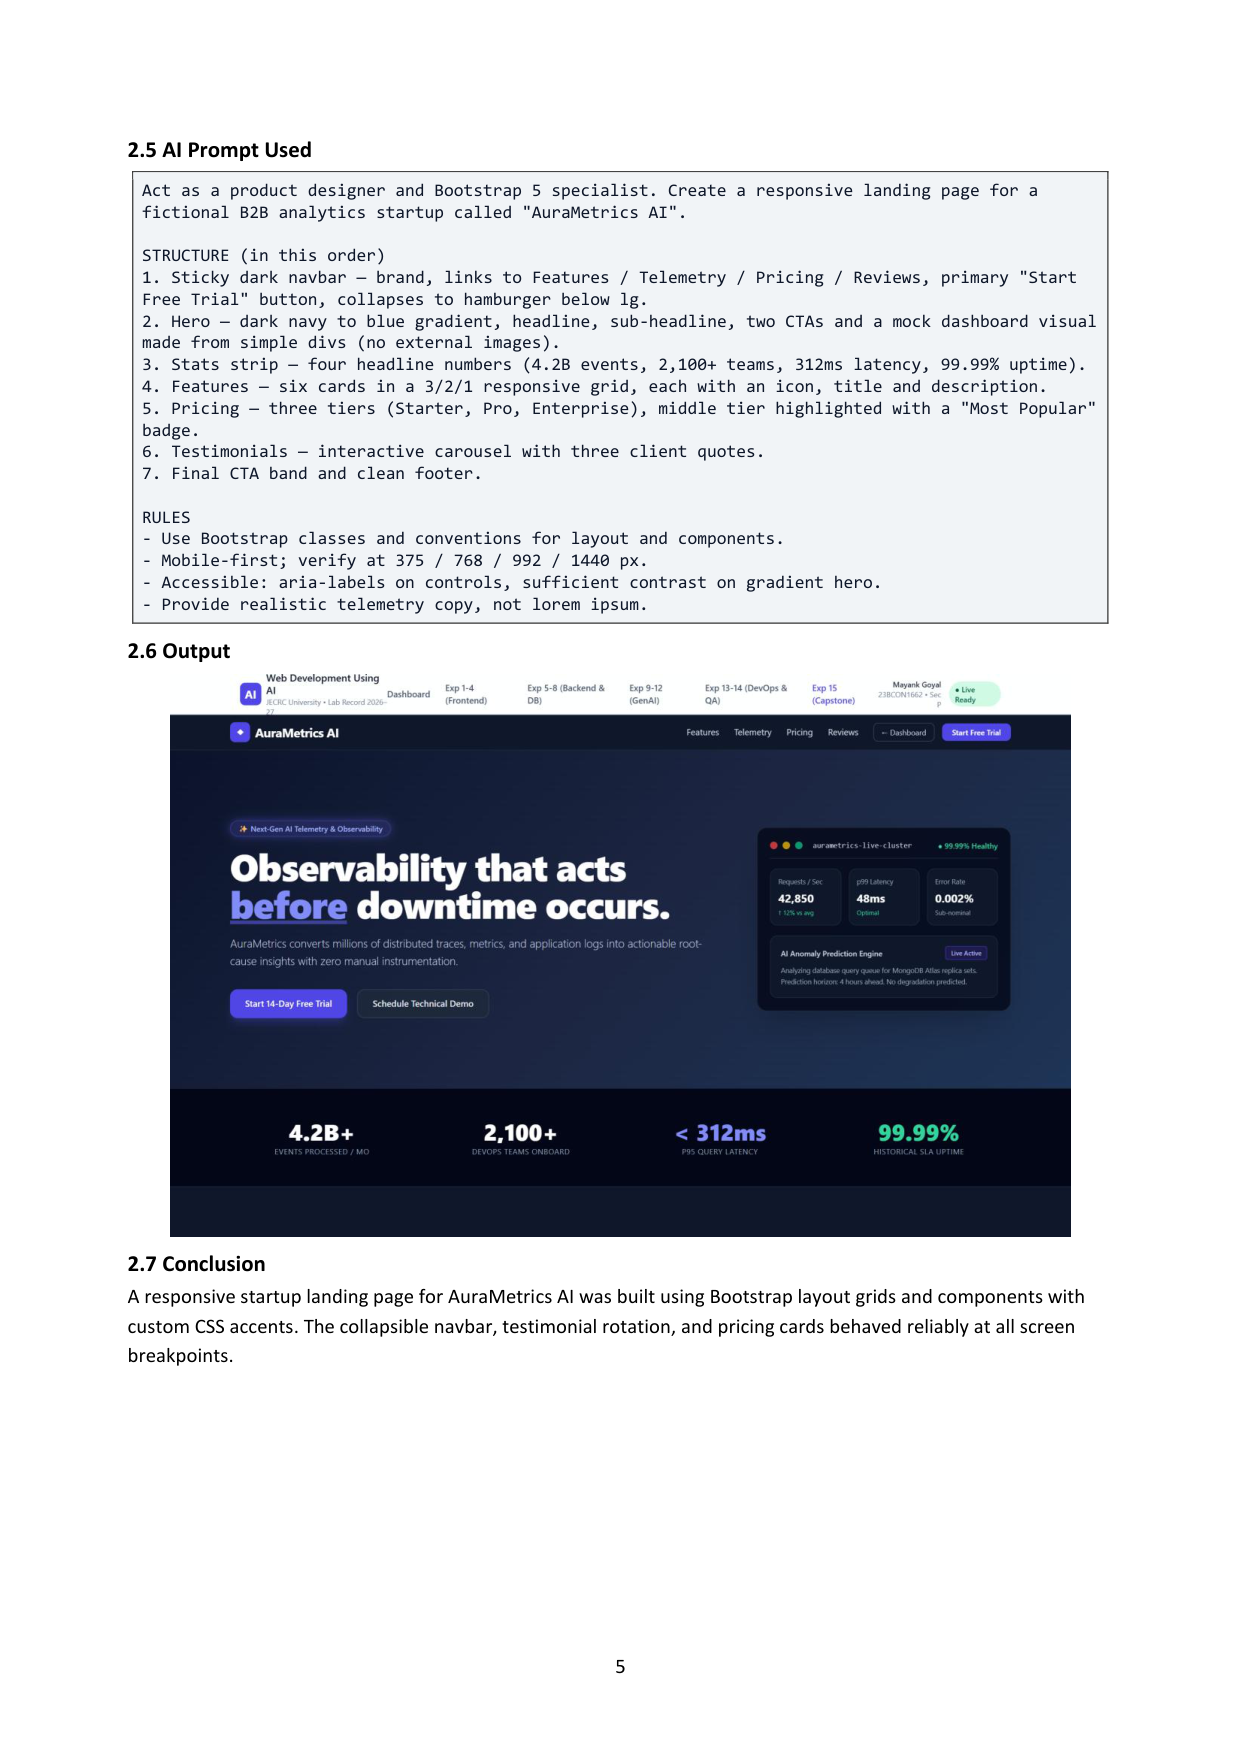 2.5 AI Prompt Used
Act as a product designer and Bootstrap 5 specialist. Create a responsive landing page for a
fictional B2B analytics startup called "AuraMetrics AI".
STRUCTURE (in this order)
1. Sticky dark navbar — brand, links to Features / Telemetry / Pricing / Reviews, primary "Start
Free Trial" button, collapses to hamburger below lg.
2. Hero — dark navy to blue gradient, headline, sub-headline, two CTAs and a mock dashboard visual
made from simple divs (no external images).
3. Stats strip — four headline numbers (4.2B events, 2,100+ teams, 312ms latency, 99.99% uptime).
4. Features — six cards in a 3/2/1 responsive grid, each with an icon, title and description.
5. Pricing — three tiers (Starter, Pro, Enterprise), middle tier highlighted with a "Most Popular"
badge.
6. Testimonials — interactive carousel with three client quotes.
7. Final CTA band and clean footer.
RULES
- Use Bootstrap classes and conventions for layout and components.
- Mobile-first; verify at 375 / 768 / 992 / 1440 px.
- Accessible: aria-labels on controls, sufficient contrast on gradient hero.
- Provide realistic telemetry copy, not lorem ipsum.
2.6 Output
AI
Web Development Using
AI
JECRC University • Lab Record 2026-
27
Dashboard
Exp 1-4
(Frontend)
Exp 5-8 (Backend &
DB)
Exp 9-12
(GenAI)
Exp 13-14 (DevOps &
QA)
Exp 15
(Capstone)
Mayank Goyal
23BCON1662 • Sec
P
● Live
Ready
AuraMetrics AI
Features Telemetry Pricing Reviews ← Dashboard Start Free Trial
✨ Next-Gen AI Telemetry & Observability
Observability that acts
before downtime occurs.
AuraMetrics converts millions of distributed traces, metrics, and application logs into actionable root-
cause insights with zero manual instrumentation.
Start 14-Day Free Trial Schedule Technical Demo
aurametrics-live-cluster ● 99.99% Healthy
Requests / Sec
42,850
↑ 12% vs avg
p99 Latency
48ms
Optimal
Error Rate
0.002%
Sub-nominal
AI Anomaly Prediction Engine Live Active
Analyzing database query queue for MongoDB Atlas replica sets.
Prediction horizon: 4 hours ahead. No degradation predicted.
4.2B+
EVENTS PROCESSED / MO
2,100+
DEVOPS TEAMS ONBOARD
< 312ms
P95 QUERY LATENCY
99.99%
HISTORICAL SLA UPTIME
2.7 Conclusion
A responsive startup landing page for AuraMetrics AI was built using Bootstrap layout grids and components with
custom CSS accents. The collapsible navbar, testimonial rotation, and pricing cards behaved reliably at all screen
breakpoints.
5